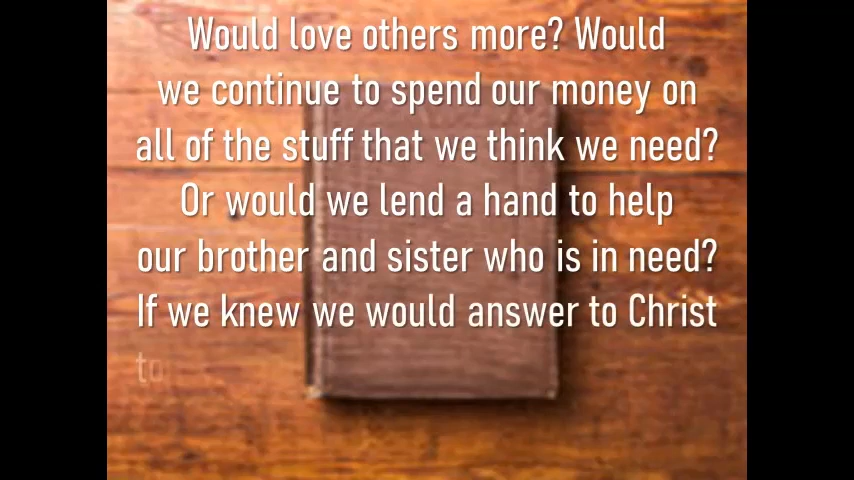 Would love others more? Would
we continue to spend our money on
all of the stuff that we think we need?
Or would we lend a hand to help
our brother and sister who is in need?
If we knew we would answer to Christ
to